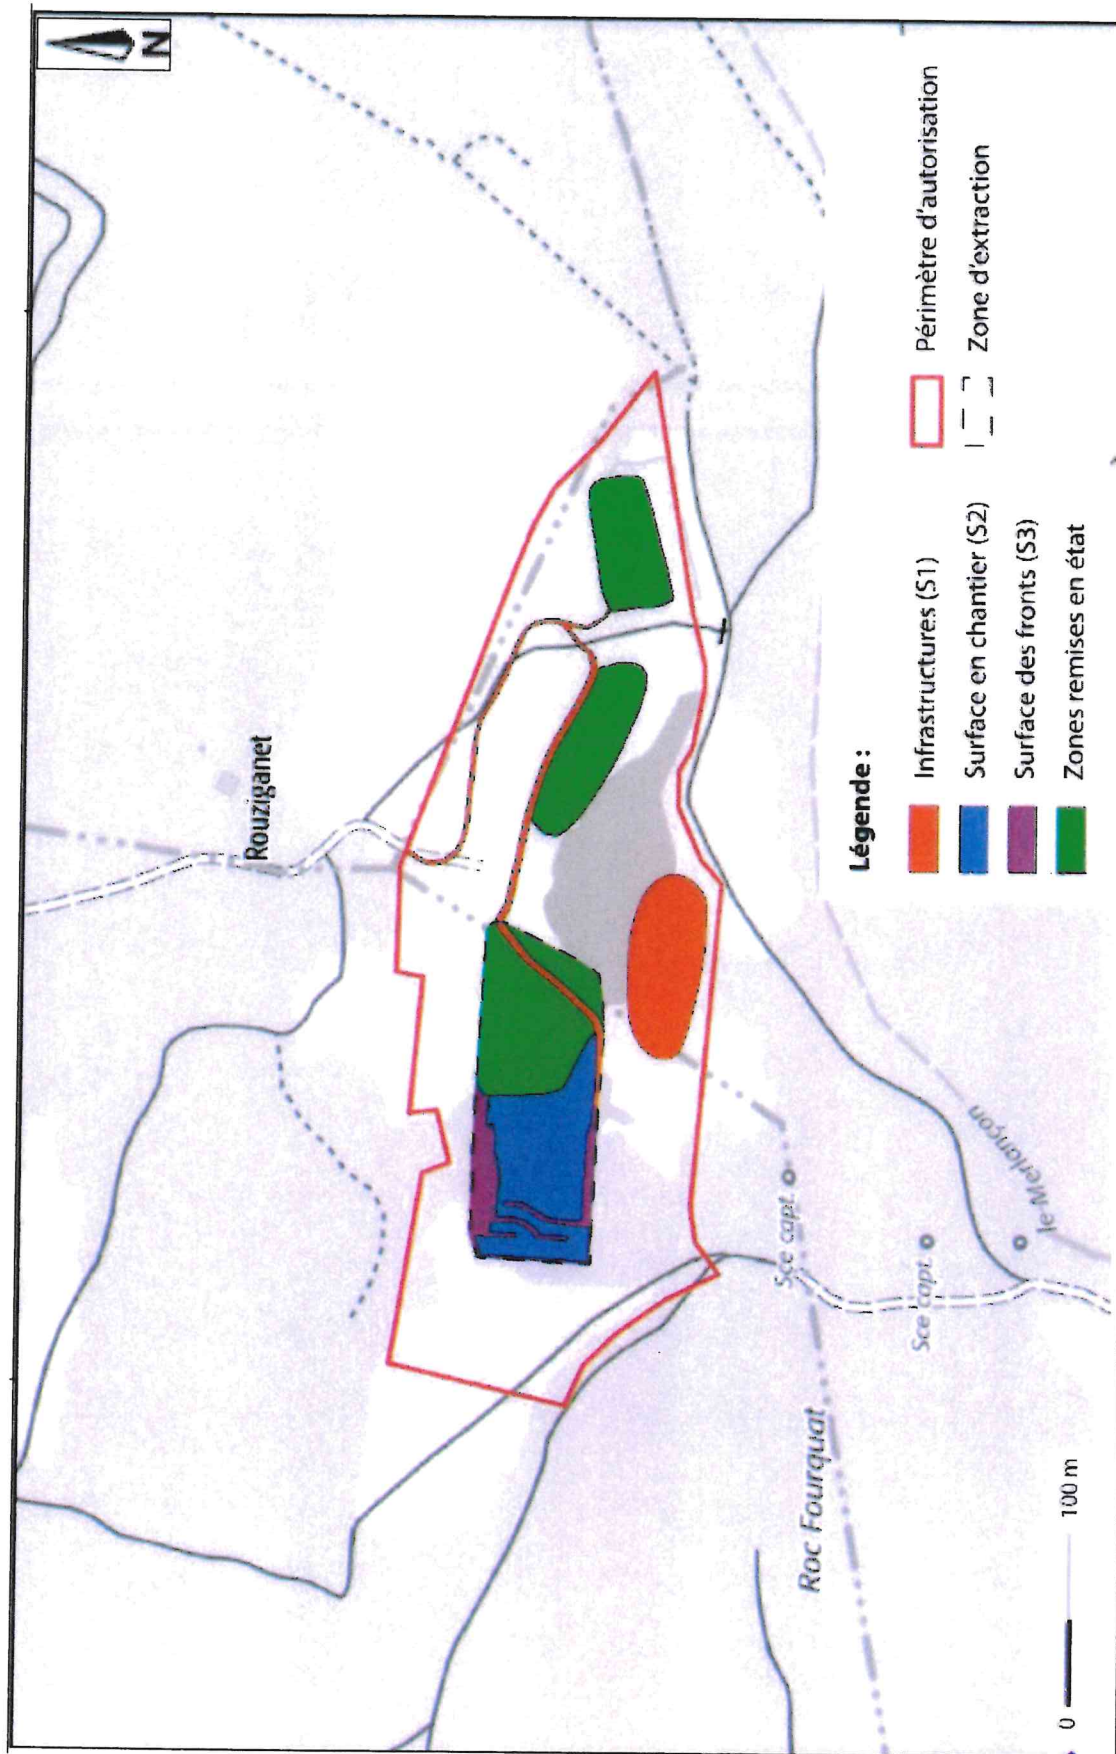 N
Rouziganet
Sce capt.
Sce capt.
le Merlançon
Roc Fourquat
0 100 m
Légende :
Infrastructures (S1)
Surface en chantier (S2)
Surface des fronts (S3)
Zones remises en état
Périmètre d'autorisation
Zone d'extraction